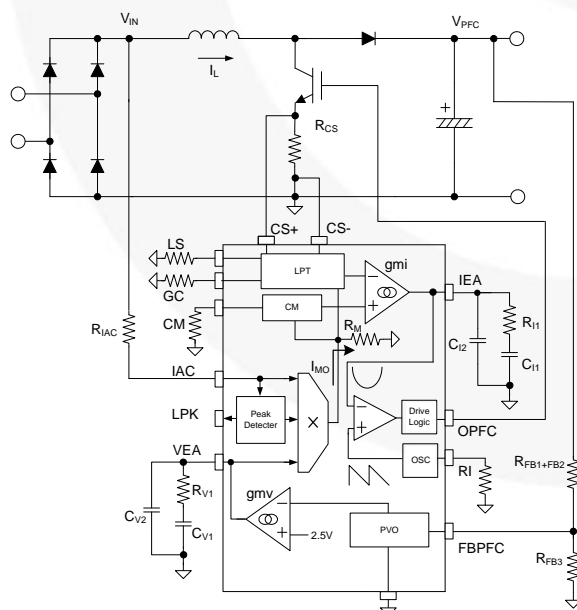 V_IN
V_PFC
I_L
+
R_CS
CS+ CS-
LS
GC
CM
LPT
gmi
IEA
CM
R_M
R_IAC
I_MO
C_I2
R_I1
C_I1
IAC
LPK
Peak
Detecter
X
Drive
Logic
OPFC
VEA
OSC
RI
R_FB1+FB2
C_V2
R_V1
C_V1
gmv
2.5V
PVO
FBPFC
R_FB3